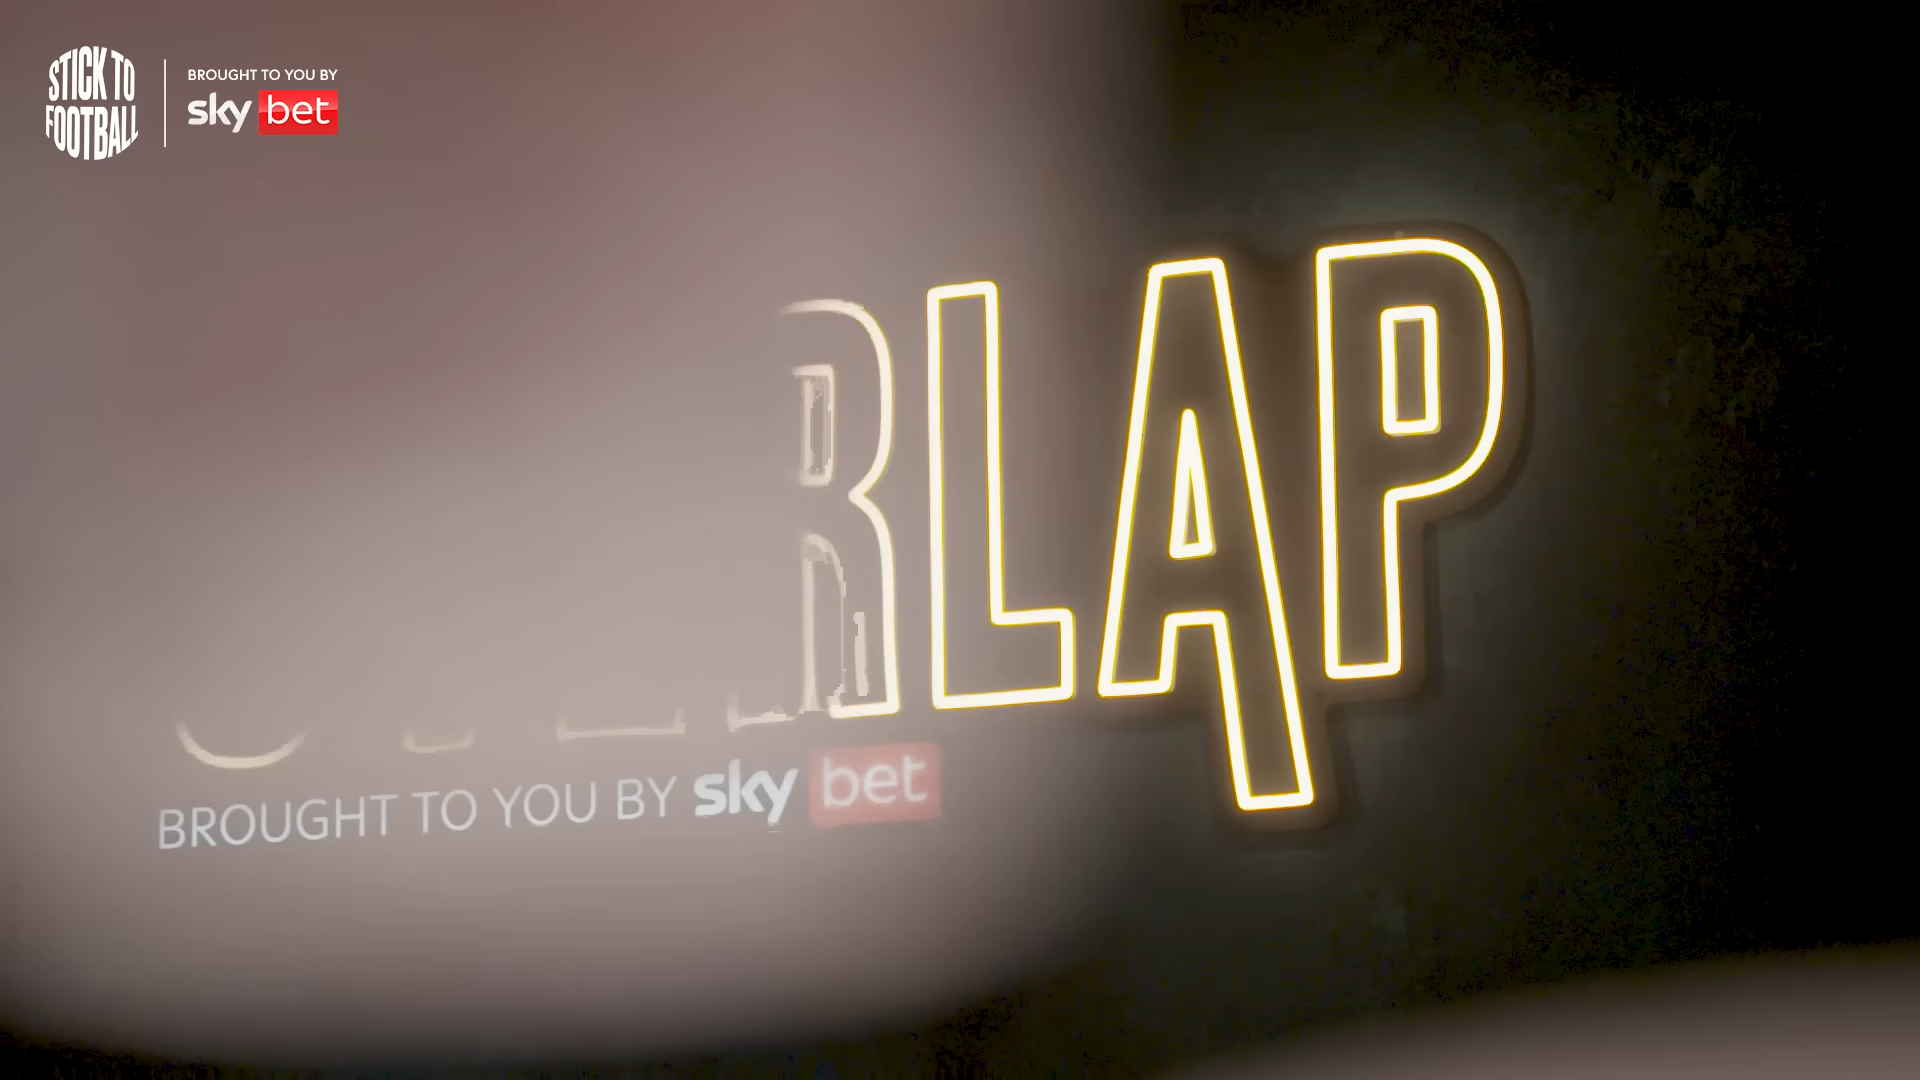 STICK TO
FOOTBALL
BROUGHT TO YOU BY
sky bet
RLAP
BROUGHT TO YOU BY sky bet